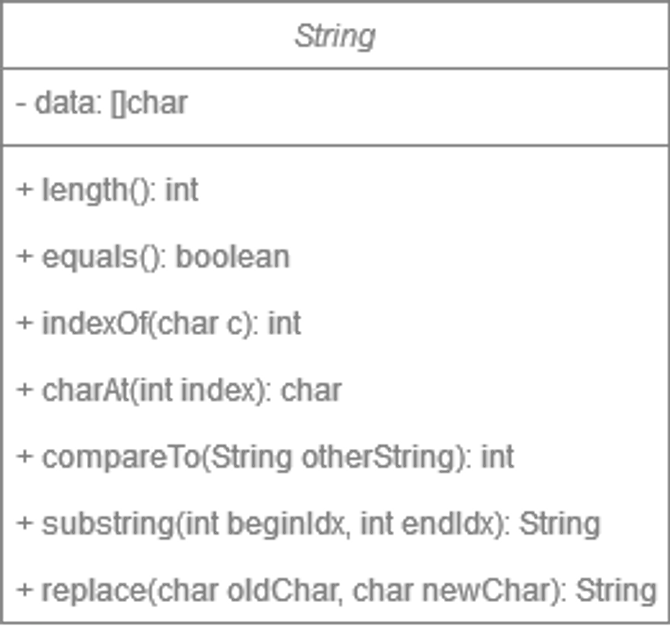 String
- data: []char
+ length(): int
+ equals(): boolean
+ indexOf(char c): int
+ charAt(int index): char
+ compareTo(String otherString): int
+ substring(int beginIdx, int endIdx): String
+ replace(char oldChar, char newChar): String